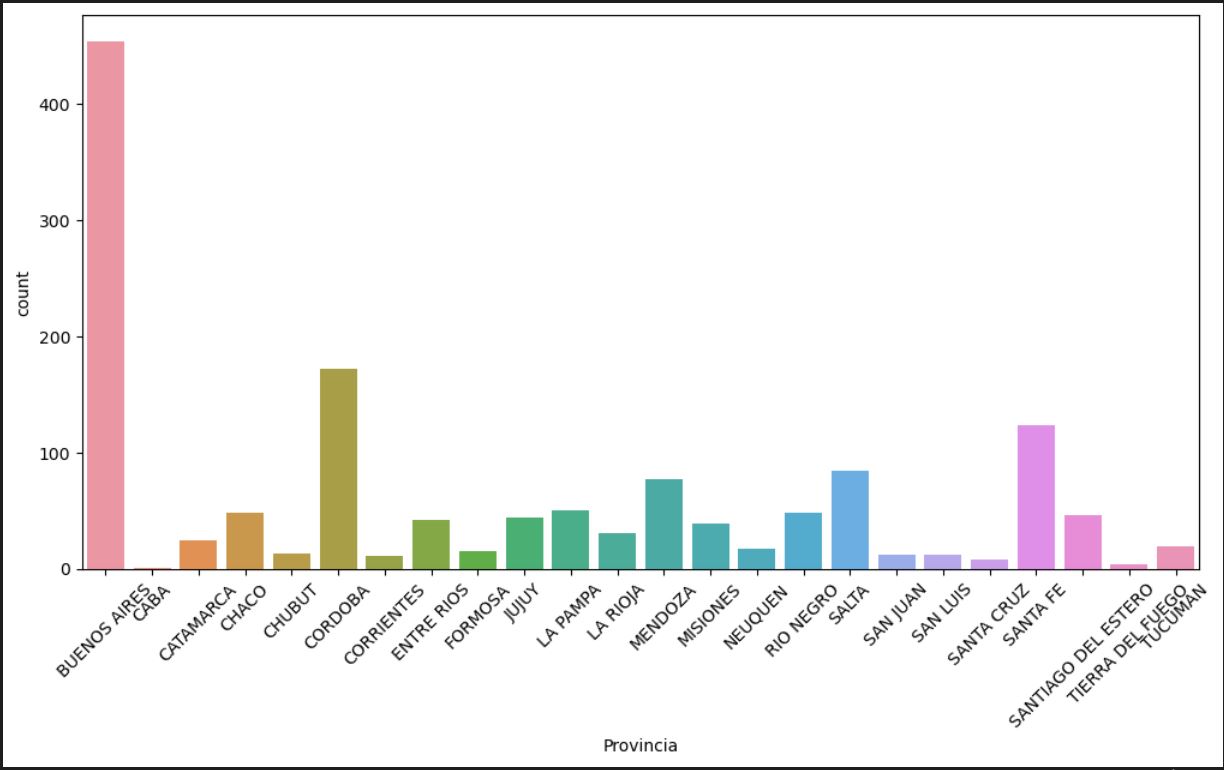 400
300
200
100
0
count
BUENOS AIRES
CABA
CATAMARCA
CHACO
CHUBUT
CORDOBA
CORRIENTES
ENTRE RIOS
FORMOSA
JUJUY
LA PAMPA
LA RIOJA
MENDOZA
MISIONES
NEUQUEN
RIO NEGRO
SALTA
SAN JUAN
SAN LUIS
SANTA CRUZ
SANTA FE
SANTIAGO DEL ESTERO
TIERRA DEL FUEGO
TUCUMAN
Provincia